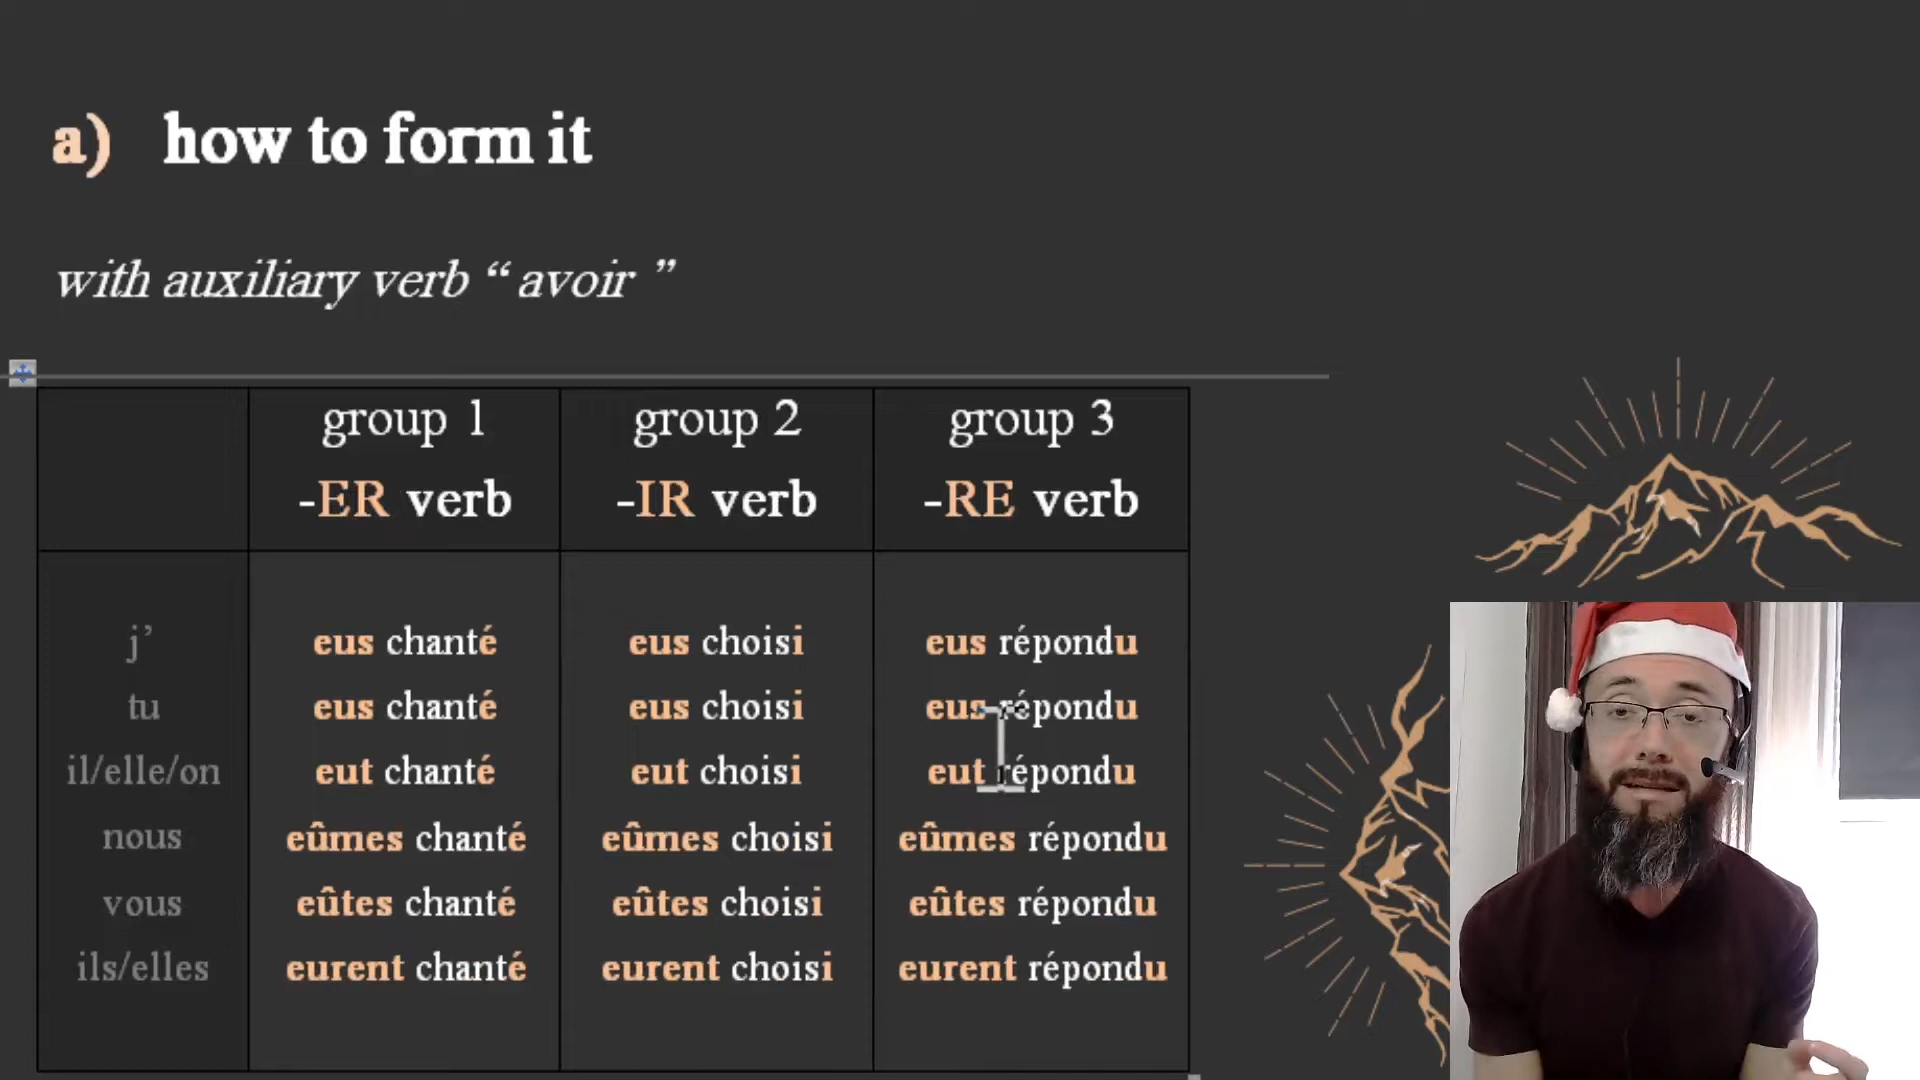 a) how to form it
with auxiliary verb “ avoir ”
group 1 group 2 group 3
-ER verb -IR verb -RE verb
j’ eus chanté eus choisi eus répondu
tu eus chanté eus choisi eus répondu
il/elle/on eut chanté eut choisi eut répondu
nous eûmes chanté eûmes choisi eûmes répondu
vous eûtes chanté eûtes choisi eûtes répondu
ils/elles eurent chanté eurent choisi eurent répondu